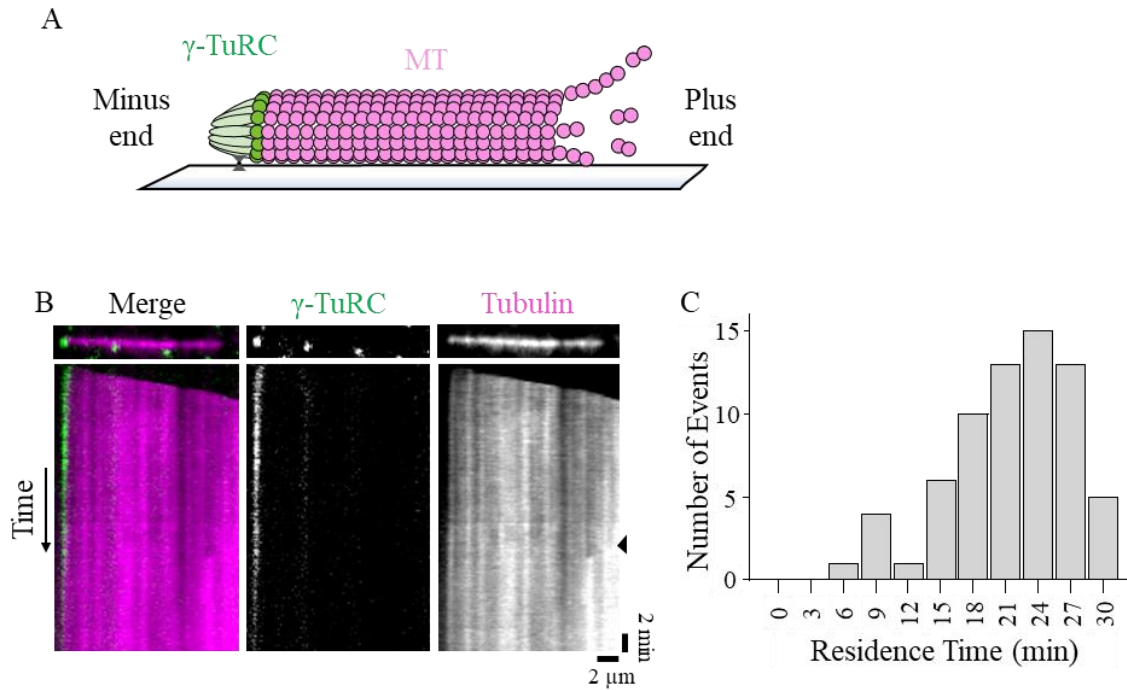 A
γ-TuRC
MT
Minus
end
Plus
end
B
Merge
γ-TuRC
Tubulin
Time
2 min
2 μm
C
Number of Events
15
10
5
0
0
3
6
9
12
15
18
21
24
27
30
Residence Time (min)